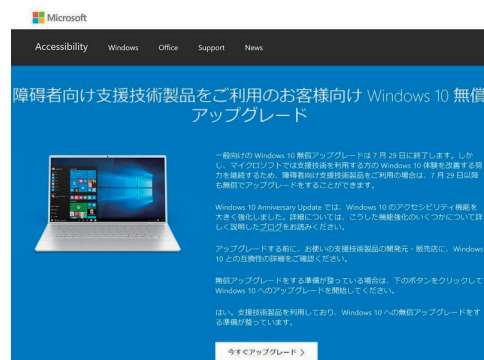 Microsoft
Accessibility Windows Office Support News
障碍者向け支援技術製品をご利用のお客様向け Windows 10 無償
アップグレード
一般向けの Windows 10 無償アップグレードは 7 月 29 日に終了します。しか
し、マイクロソフトでは支援技術を利用する方の Windows 10 体験を改善する努
力を継続するため、障碍者向け支援技術製品をご利用の場合は、7 月 29 日以降
も無償でアップグレードをすることができます。
Windows 10 Anniversary Update では、Windows 10 のアクセシビリティ機能を
大きく強化しました。詳細については、こうした機能強化のいくつかについて詳
しく説明したブログをお読みください。
アップグレードする前に、お使いの支援技術製品の開発元・販売店に、Windows
10 との互換性の詳細をご確認ください。
無償アップグレードをする準備が整っている場合は、下のボタンをクリックして
Windows 10 へのアップグレードを開始してください。
はい。支援技術製品を利用しており、Windows 10 への無償アップグレードをす
る準備が整っています。
今すぐアップグレード >